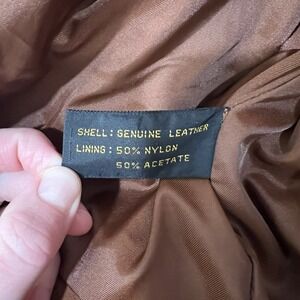 SHELL: GENUINE LEATHER
LINING: 50% NYLON
50% ACETATE